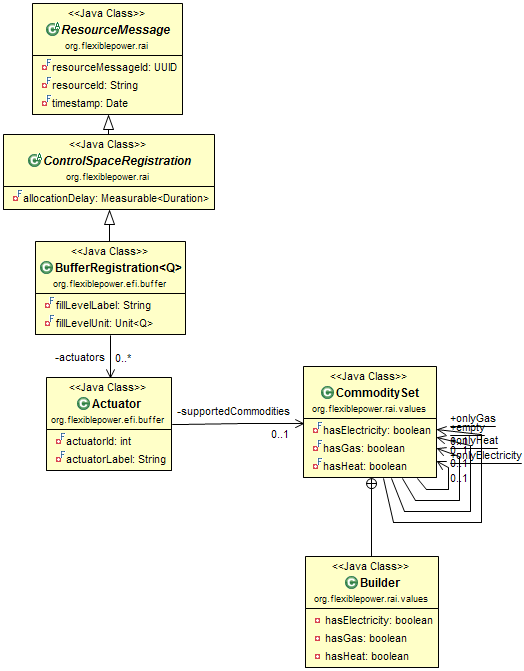 <<Java Class>>
ResourceMessage
org.flexiblepower.rai
resourceMessageId: UUID
resourceId: String
timestamp: Date
<<Java Class>>
ControlSpaceRegistration
org.flexiblepower.rai
allocationDelay: Measurable<Duration>
<<Java Class>>
BufferRegistration<Q>
org.flexiblepower.efi.buffer
fillLevelLabel: String
fillLevelUnit: Unit<Q>
-actuators 0..*
<<Java Class>>
Actuator
org.flexiblepower.efi.buffer
actuatorId: int
actuatorLabel: String
-supportedCommodities
0..1
<<Java Class>>
CommoditySet
org.flexiblepower.rai.values
hasElectricity: boolean
hasGas: boolean
hasHeat: boolean
+onlyGas
+empty
+onlyHeat
+onlyElectricity
0..1
0..1
<<Java Class>>
Builder
org.flexiblepower.rai.values
hasElectricity: boolean
hasGas: boolean
hasHeat: boolean